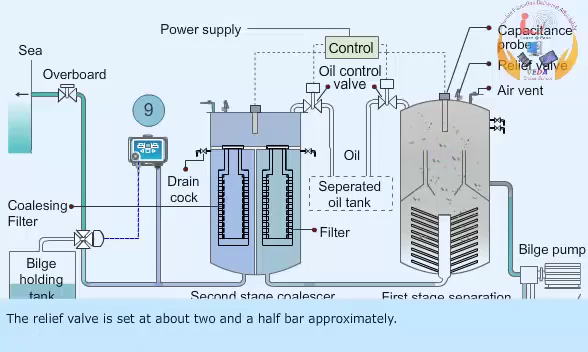 Power supply
Sea
Control
Capacitance
probe
Overboard
Oil control
valve
Relief valve
Air vent
9
Oil
Drain
cock
Seperated
oil tank
Coalesing
Filter
Filter
Bilge pump
Bilge
holding
tank
Second stage coalescer
First stage separation
VEDA
The relief valve is set at about two and a half bar approximately.